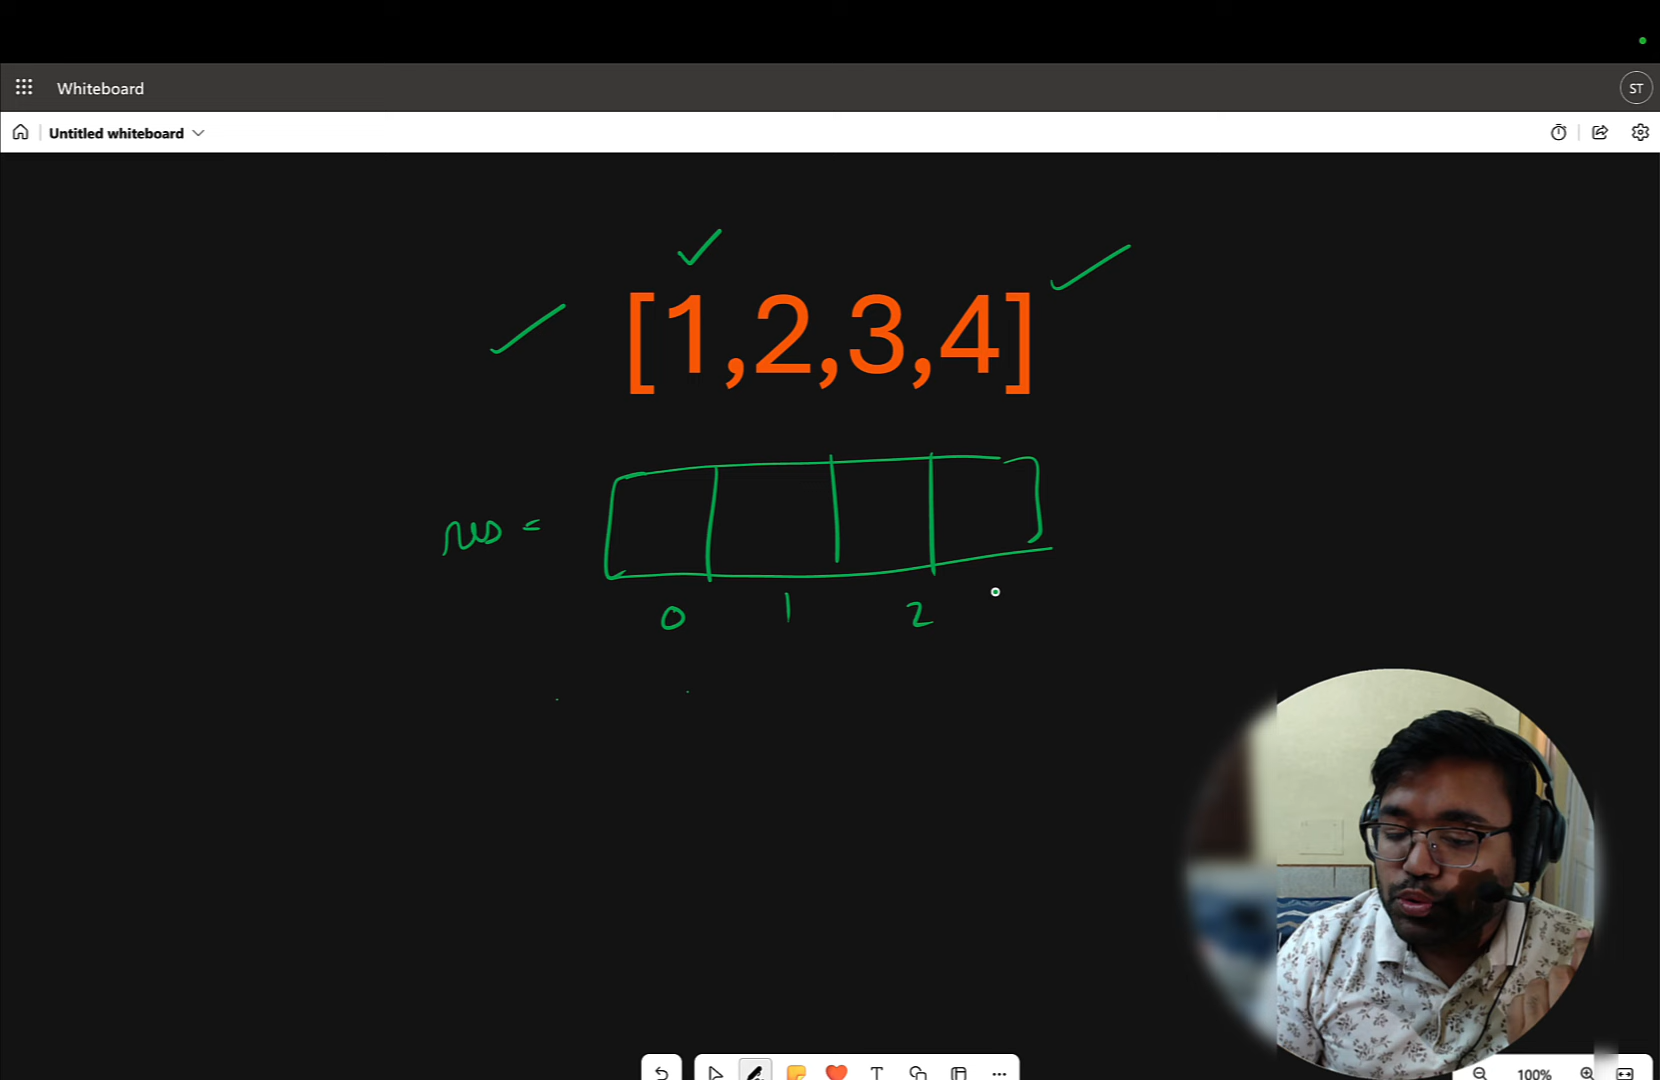 Whiteboard
ST
Untitled whiteboard
[1,2,3,4]
res =
0 1 2
T
100%